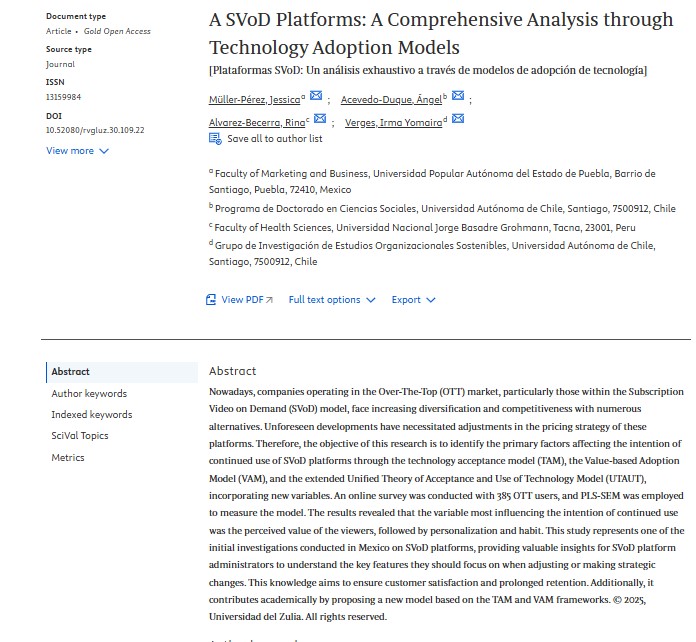 Document type
Article • Gold Open Access
Source type
Journal
ISSN
13159984
DOI
10.52080/rvgluz.30.109.22
View more
A SVoD Platforms: A Comprehensive Analysis through
Technology Adoption Models
[Plataformas SVoD: Un análisis exhaustivo a través de modelos de adopción de tecnología]
Müller-Pérez, Jessica a ; Acevedo-Duque, Ángel b ;
Alvarez-Becerra, Rina c ; Verges, Irma Yomaira d
Save all to author list
a Faculty of Marketing and Business, Universidad Popular Autónoma del Estado de Puebla, Barrio de
Santiago, Puebla, 72410, Mexico
b Programa de Doctorado en Ciencias Sociales, Universidad Autónoma de Chile, Santiago, 7500912, Chile
c Faculty of Health Sciences, Universidad Nacional Jorge Basadre Grohmann, Tacna, 23001, Peru
d Grupo de Investigación de Estudios Organizacionales Sostenibles, Universidad Autónoma de Chile,
Santiago, 7500912, Chile
View PDF Full text options Export
Abstract
Author keywords
Indexed keywords
SciVal Topics
Metrics
Abstract
Nowadays, companies operating in the Over-The-Top (OTT) market, particularly those within the Subscription
Video on Demand (SVoD) model, face increasing diversification and competitiveness with numerous
alternatives. Unforeseen developments have necessitated adjustments in the pricing strategy of these
platforms. Therefore, the objective of this research is to identify the primary factors affecting the intention of
continued use of SVoD platforms through the technology acceptance model (TAM), the Value-based Adoption
Model (VAM), and the extended Unified Theory of Acceptance and Use of Technology Model (UTAUT),
incorporating new variables. An online survey was conducted with 385 OTT users, and PLS-SEM was employed
to measure the model. The results revealed that the variable most influencing the intention of continued use
was the perceived value of the viewers, followed by personalization and habit. This study represents one of the
initial investigations conducted in Mexico on SVoD platforms, providing valuable insights for SVoD platform
administrators to understand the key features they should focus on when adjusting or making strategic
changes. This knowledge aims to ensure customer satisfaction and prolonged retention. Additionally, it
contributes academically by proposing a new model based on the TAM and VAM frameworks. © 2025,
Universidad del Zulia. All rights reserved.